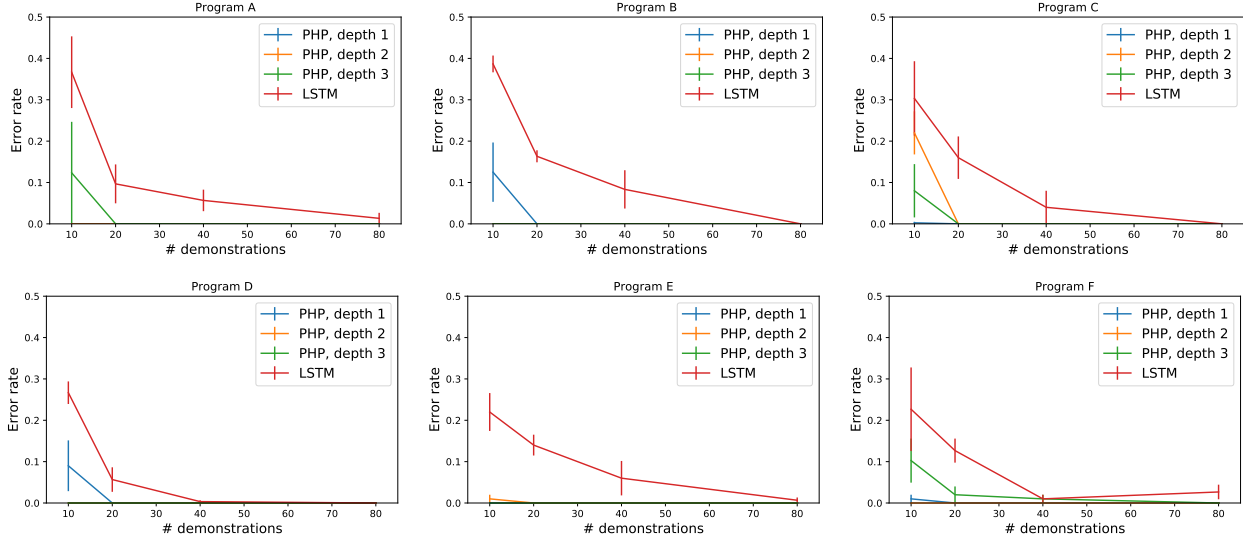 Program A
0.5
0.4
0.3
0.2
0.1
0.0
Error rate
10 20 30 40 50 60 70 80
# demonstrations
PHP, depth 1
PHP, depth 2
PHP, depth 3
LSTM
Program B
0.5
0.4
0.3
0.2
0.1
0.0
Error rate
10 20 30 40 50 60 70 80
# demonstrations
PHP, depth 1
PHP, depth 2
PHP, depth 3
LSTM
Program C
0.5
0.4
0.3
0.2
0.1
0.0
Error rate
10 20 30 40 50 60 70 80
# demonstrations
PHP, depth 1
PHP, depth 2
PHP, depth 3
LSTM
Program D
0.5
0.4
0.3
0.2
0.1
0.0
Error rate
10 20 30 40 50 60 70 80
# demonstrations
PHP, depth 1
PHP, depth 2
PHP, depth 3
LSTM
Program E
0.5
0.4
0.3
0.2
0.1
0.0
Error rate
10 20 30 40 50 60 70 80
# demonstrations
PHP, depth 1
PHP, depth 2
PHP, depth 3
LSTM
Program F
0.5
0.4
0.3
0.2
0.1
0.0
Error rate
10 20 30 40 50 60 70 80
# demonstrations
PHP, depth 1
PHP, depth 2
PHP, depth 3
LSTM